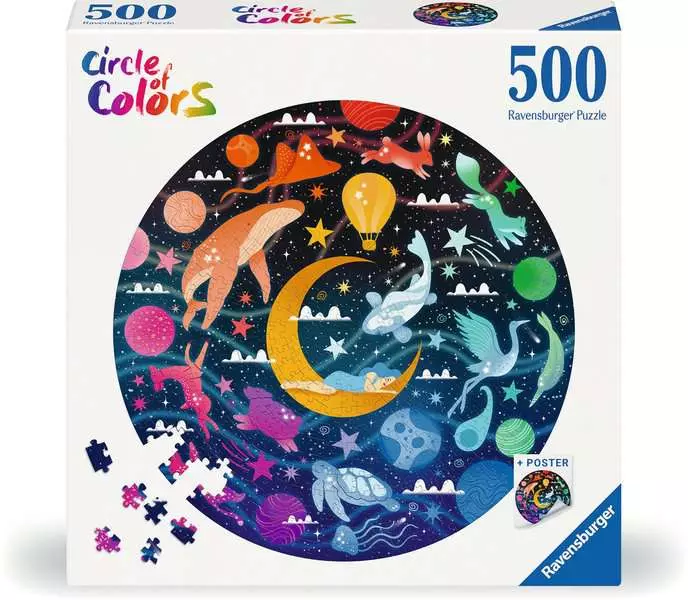 500
Ravensburger® Puzzle
Circle of Colors
Ravensburger
Circle
of
Colors
500
Ravensburger® Puzzle
+ POSTER
Ravensburger